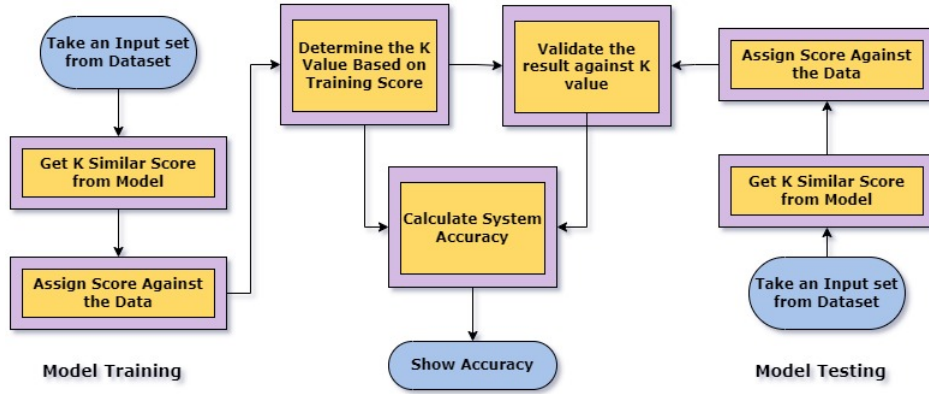 Take an Input set
from Dataset
Get K Similar Score
from Model
Assign Score Against
the Data
Model Training
Determine the K
Value Based on
Training Score
Validate the
result against K
value
Calculate System
Accuracy
Show Accuracy
Assign Score Against
the Data
Get K Similar Score
from Model
Take an Input set
from Dataset
Model Testing